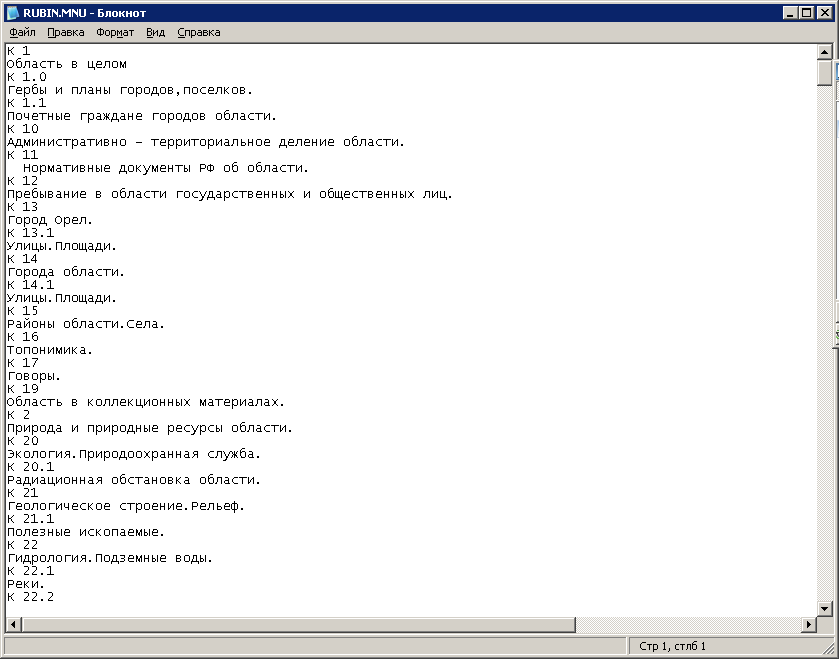 RUBIN.MNU - Блокнот
Файл Правка Формат Вид Справка
К 1
Область в целом
К 1.0
Гербы и планы городов,поселков.
К 1.1
Почетные граждане городов области.
К 10
Административно - территориальное деление области.
К 11
Нормативные документы РФ об области.
К 12
Пребывание в области государственных и общественных лиц.
К 13
Город Орел.
К 13.1
Улицы.Площади.
К 14
Города области.
К 14.1
Улицы.Площади.
К 15
Районы области.Села.
К 16
Топонимика.
К 17
Говоры.
К 19
Область в коллекционных материалах.
К 2
Природа и природные ресурсы области.
К 20
Экология.Природоохранная служба.
К 20.1
Радиационная обстановка области.
К 21
Геологическое строение.Рельеф.
К 21.1
Полезные ископаемые.
К 22
Гидрология.Подземные воды.
К 22.1
Реки.
К 22.2
Стр 1, стлб 1